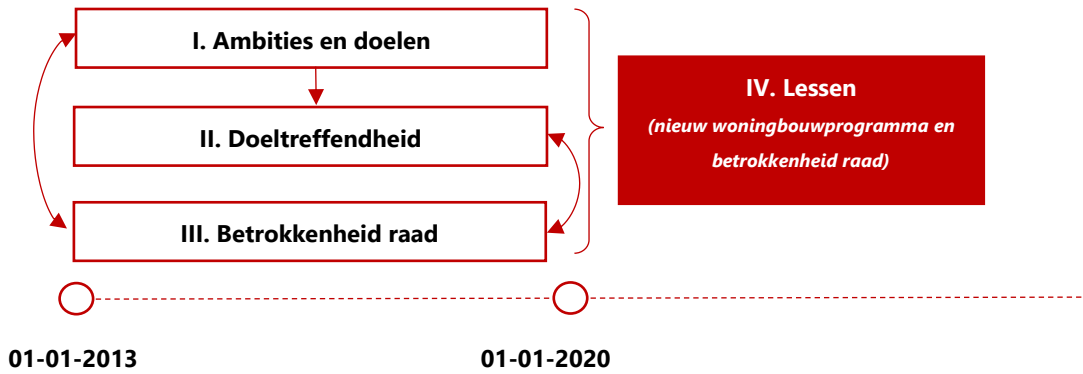 I. Ambities en doelen
II. Doeltreffendheid
III. Betrokkenheid raad
IV. Lessen
(nieuw woningbouwprogramma en
betrokkenheid raad)
01-01-2013
01-01-2020